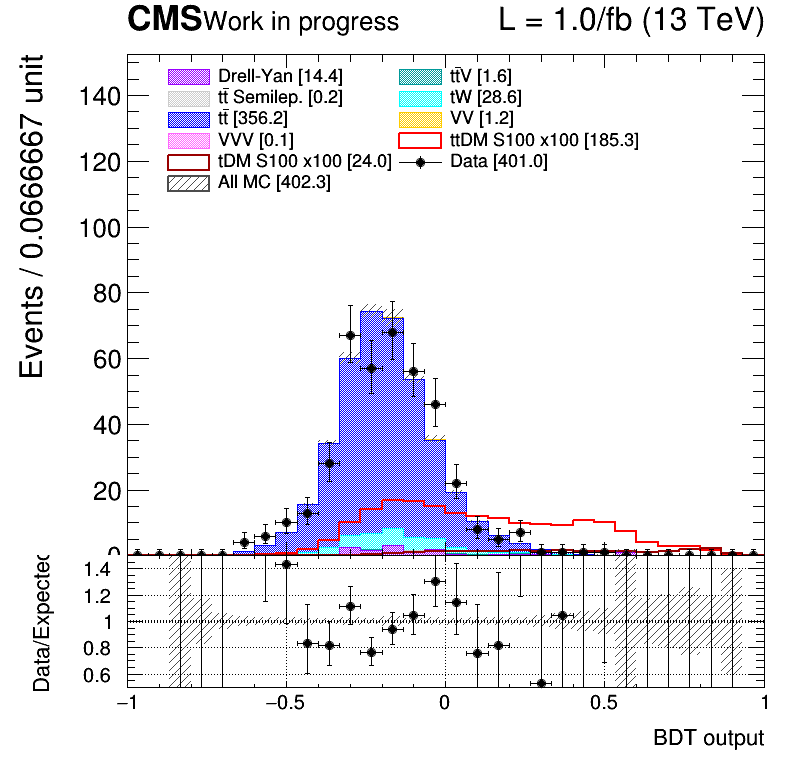 CMS Work in progress L = 1.0/fb (13 TeV)
Events / 0.0666667 unit
140
120
100
80
60
40
20
0
Drell-Yan [14.4]
tt̄V [1.6]
tt̄ Semilep. [0.2]
tW [28.6]
tt̄ [356.2]
VV [1.2]
VVV [0.1]
ttDM S100 x100 [185.3]
tDM S100 x100 [24.0]
Data [401.0]
All MC [402.3]
Data/Expected
1.4
1.2
1
0.8
0.6
−1 −0.5 0 0.5 1
BDT output